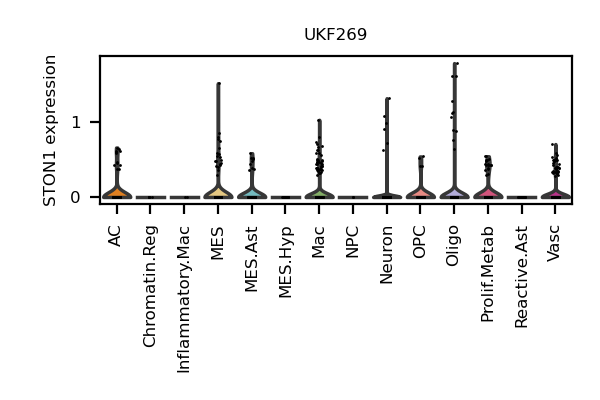 UKF269
STON1 expression
1
0
AC
Chromatin.Reg
Inflammatory.Mac
MES
MES.Ast
MES.Hyp
Mac
NPC
Neuron
OPC
Oligo
Prolif.Metab
Reactive.Ast
Vasc